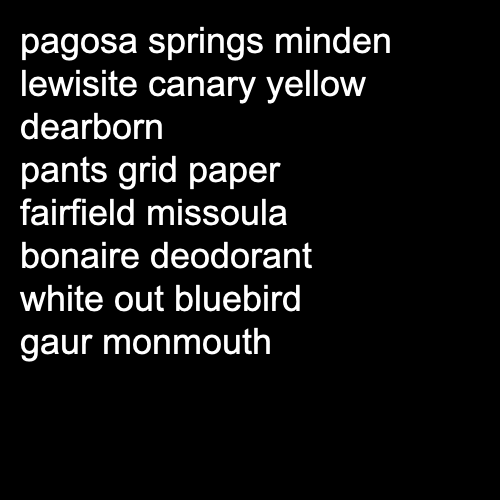 pagosa springs minden
lewisite canary yellow
dearborn
pants grid paper
fairfield missoula
bonaire deodorant
white out bluebird
gaur monmouth